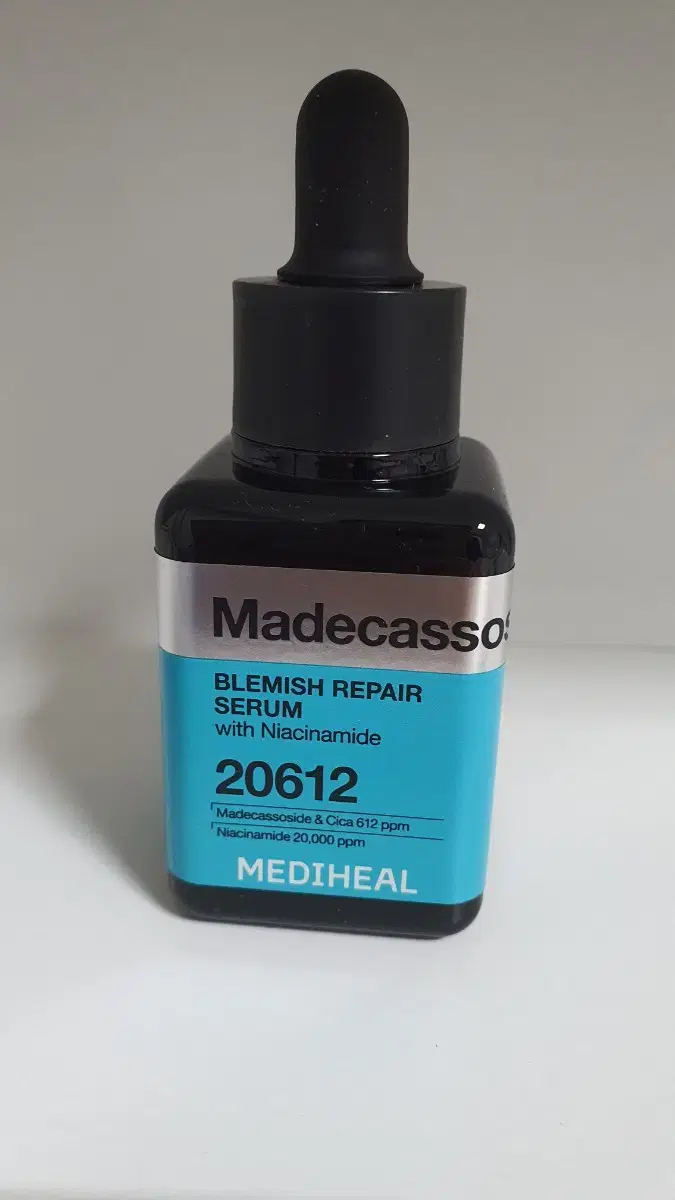 Madecassos
BLEMISH REPAIR
SERUM
with Niacinamide
20612
Madecassoside & Cica 612 ppm
Niacinamide 20,000 ppm
MEDIHEAL